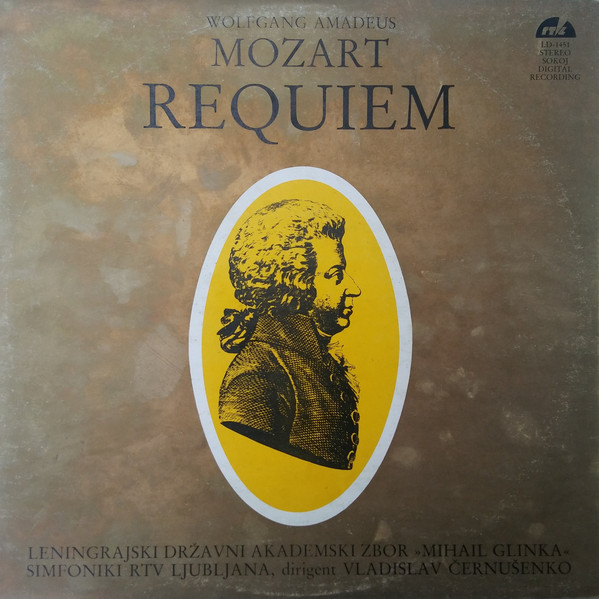 WOLFGANG AMADEUS
MOZART
REQUIEM
LD-1451
STEREO
SOKOJ
DIGITAL
RECORDING
LENINGRAJSKI DRŽAVNI AKADEMSKI ZBOR »MIHAIL GLINKA«
SIMFONIKI RTV LJUBLJANA, dirigent VLADISLAV ČERNUŠENKO